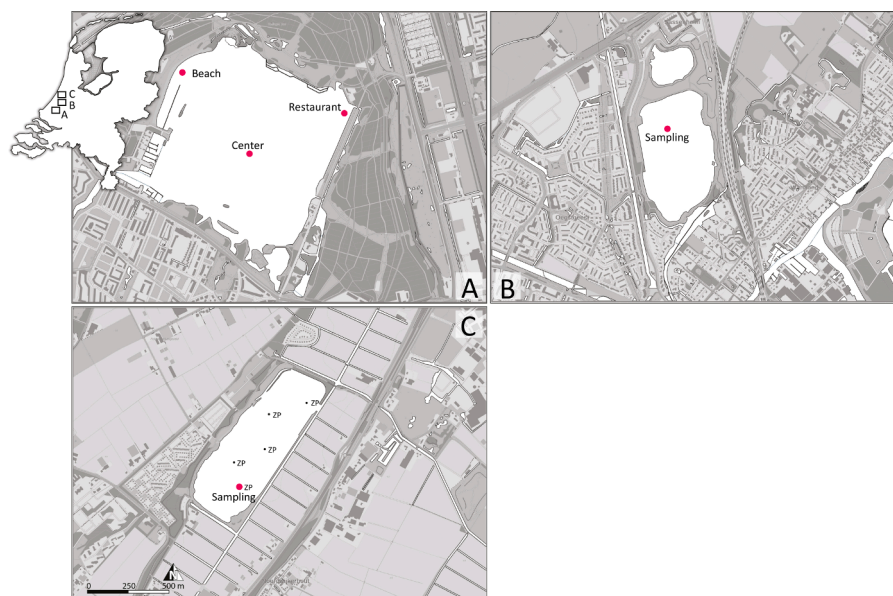 C
B
A
Beach
Restaurant
Center
A
Sampling
B
C
ZP
ZP
ZP
ZP
ZP
Sampling
0 250 500 m